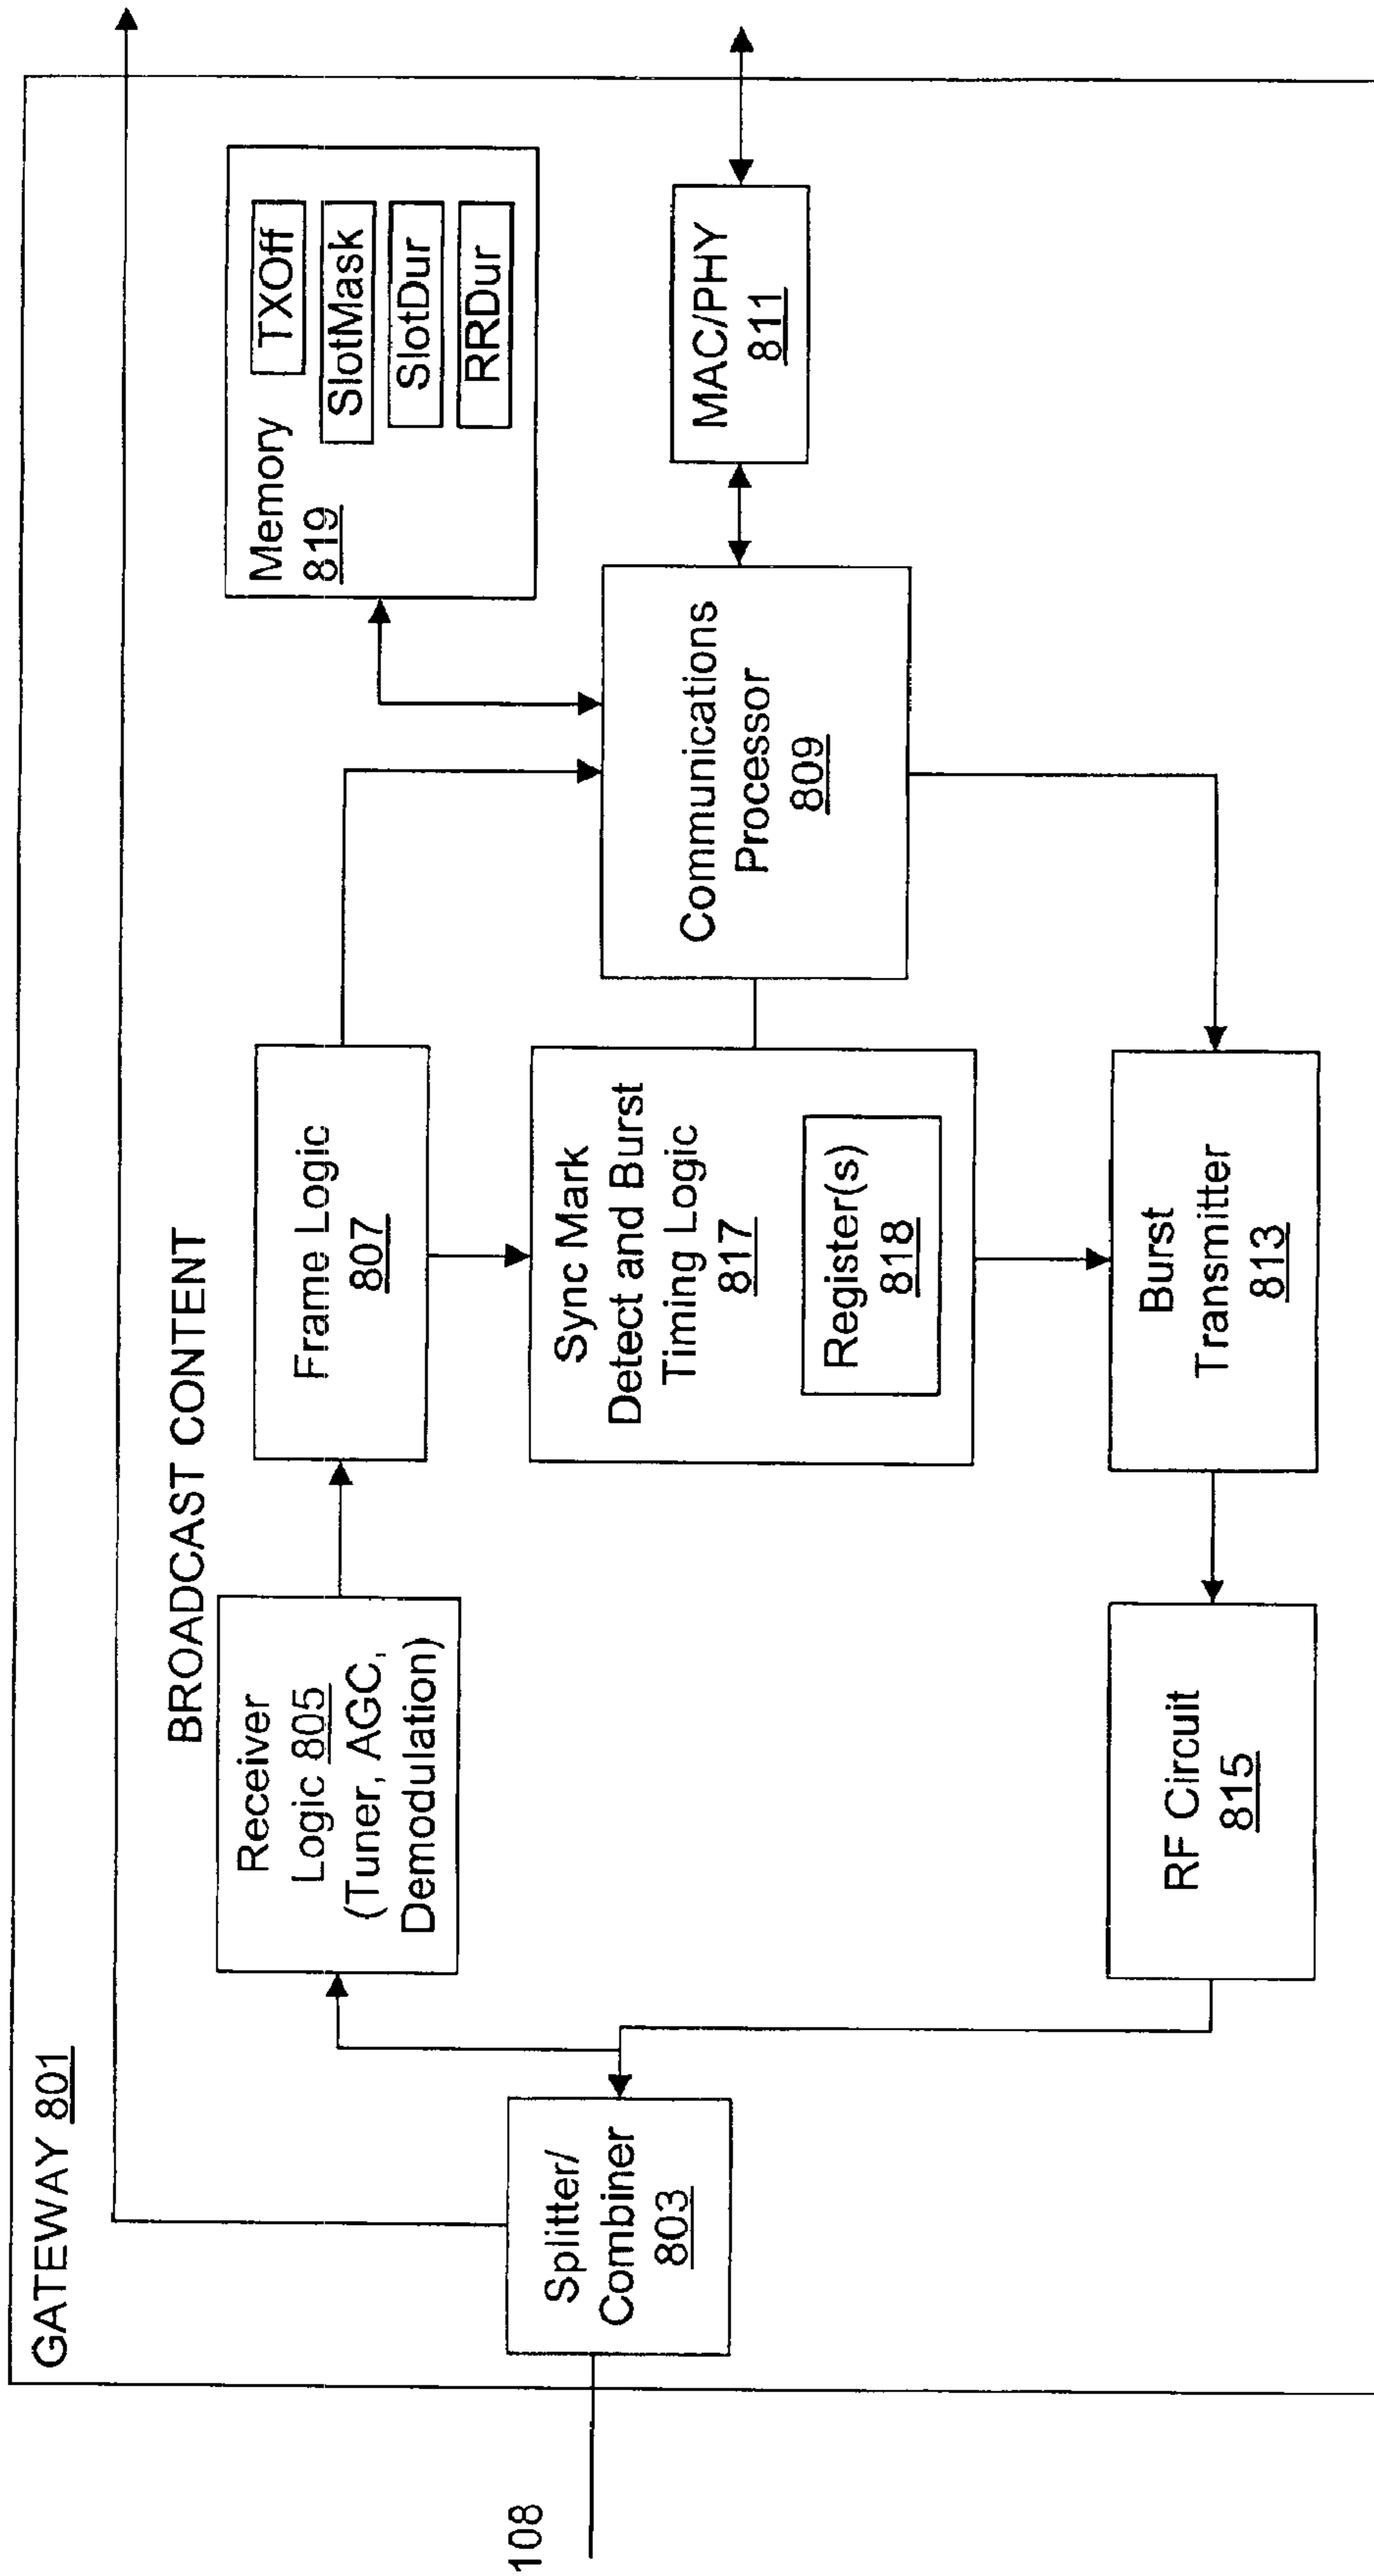 GATEWAY 801
BROADCAST CONTENT
108
Splitter/
Combiner
803
Receiver
Logic 805
(Tuner, AGC,
Demodulation)
Frame Logic
807
Memory
819
TXOff
SlotMask
SlotDur
RRDur
Sync Mark
Detect and Burst
Timing Logic
817
Register(s)
818
Communications
Processor
809
MAC/PHY
811
RF Circuit
815
Burst
Transmitter
813